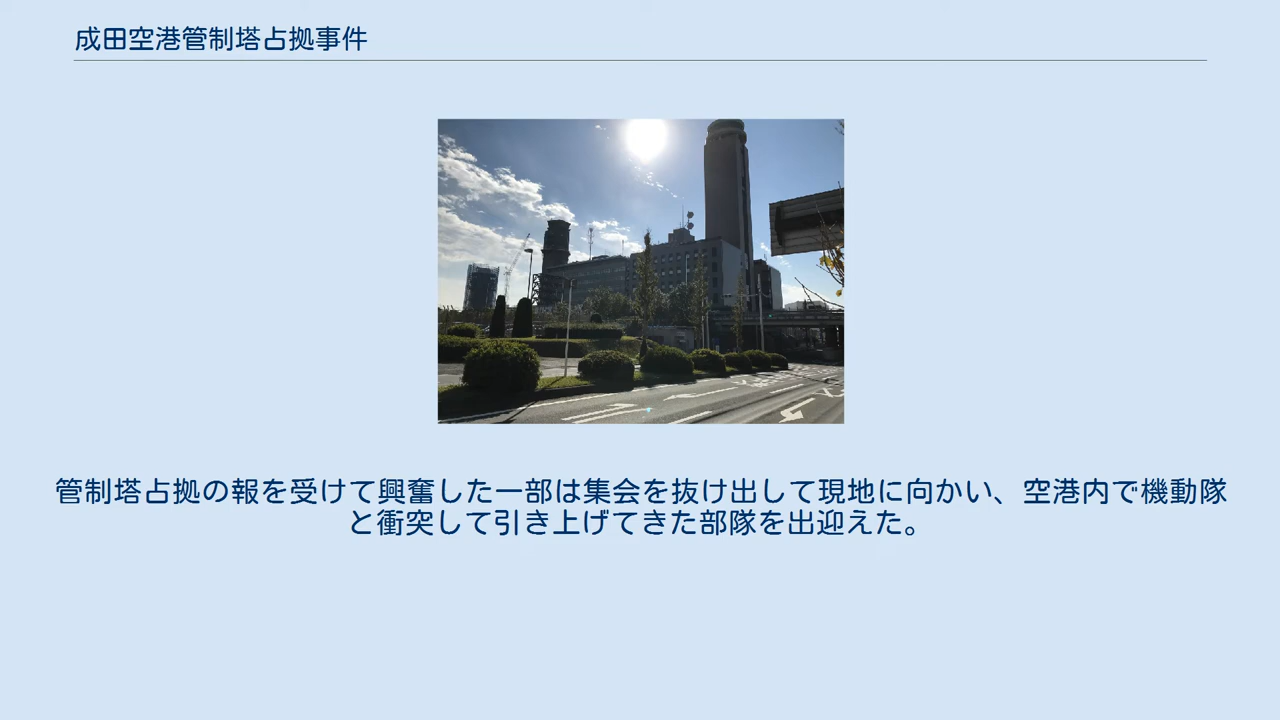 成田空港管制塔占拠事件
管制塔占拠の報を受けて興奮した一部は集会を抜け出して現地に向かい、空港内で機動隊
と衝突して引き上げてきた部隊を出迎えた。